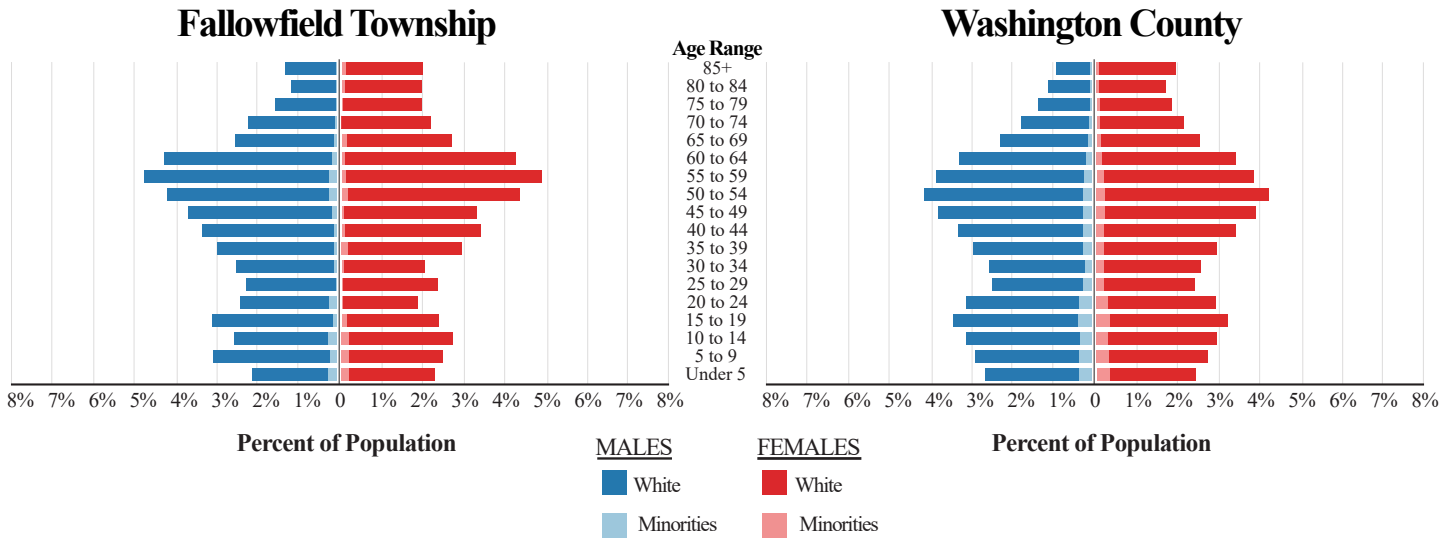 Fallowfield Township
Washington County
Age Range
85+
80 to 84
75 to 79
70 to 74
65 to 69
60 to 64
55 to 59
50 to 54
45 to 49
40 to 44
35 to 39
30 to 34
25 to 29
20 to 24
15 to 19
10 to 14
5 to 9
Under 5
8% 7% 6% 5% 4% 3% 2% 1% 0 1% 2% 3% 4% 5% 6% 7% 8%
8% 7% 6% 5% 4% 3% 2% 1% 0 1% 2% 3% 4% 5% 6% 7% 8%
Percent of Population
Percent of Population
MALES
FEMALES
White
White
Minorities
Minorities